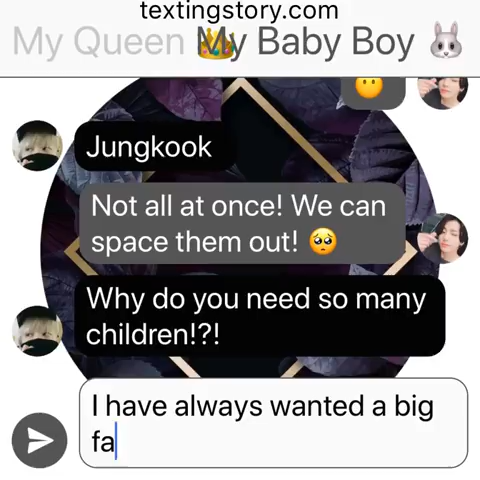 textingstory.com
My Queen 👑 My Baby Boy 🐰
😶
Jungkook
Not all at once! We can
space them out! 🥺
Why do you need so many
children!?!
I have always wanted a big
fa